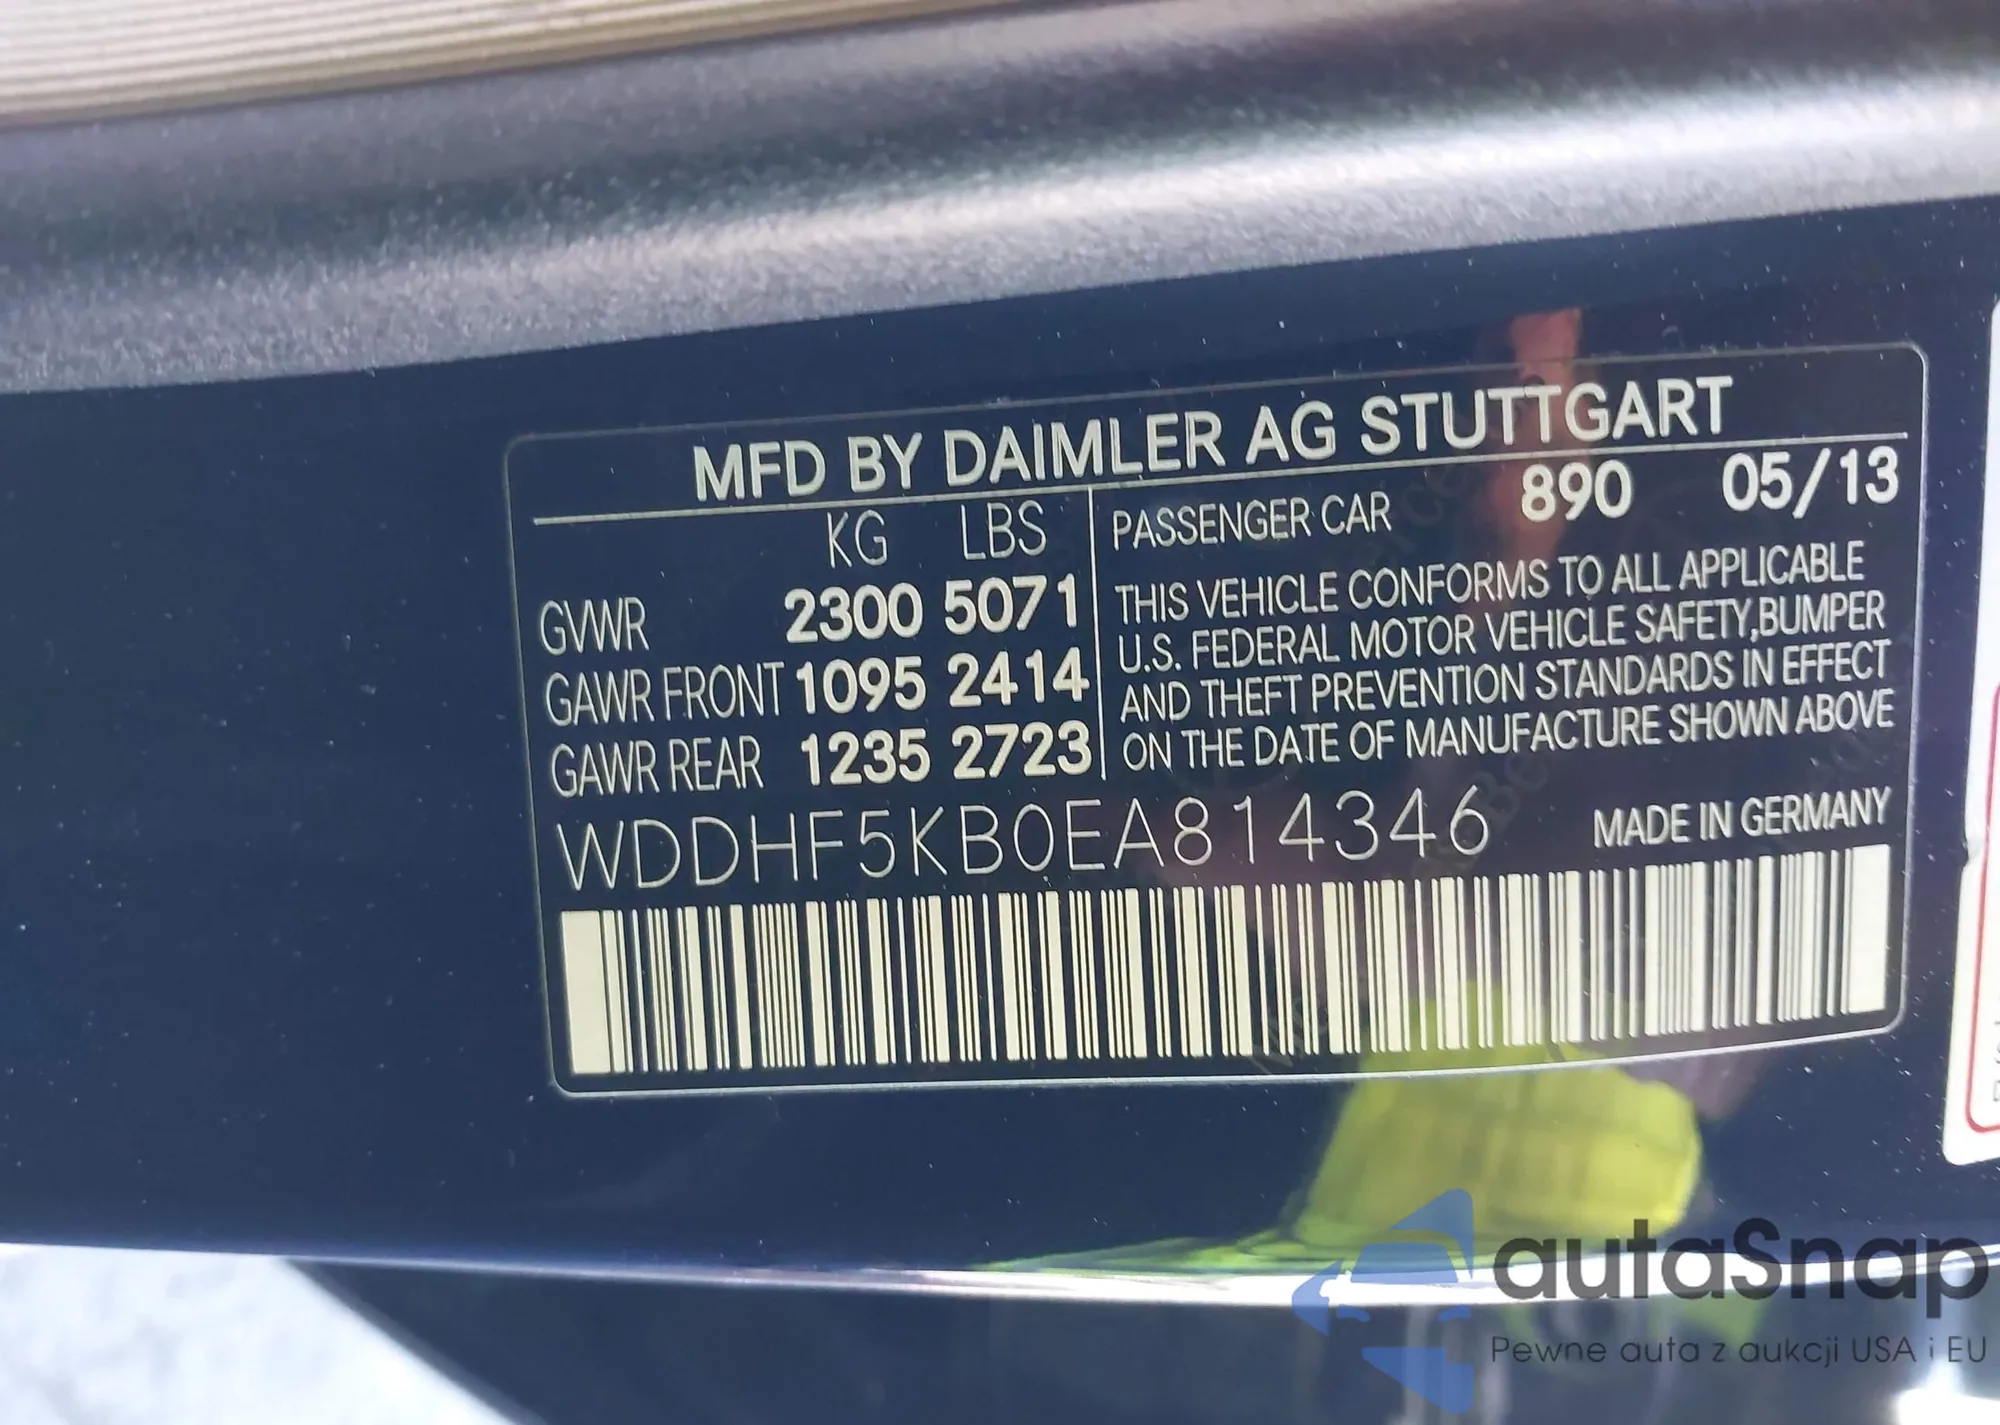 MFD BY DAIMLER AG STUTTGART
KG LBS
GVWR 2300 5071
GAWR FRONT 1095 2414
GAWR REAR 1235 2723
PASSENGER CAR 890 05/13
THIS VEHICLE CONFORMS TO ALL APPLICABLE
U.S. FEDERAL MOTOR VEHICLE SAFETY,BUMPER
AND THEFT PREVENTION STANDARDS IN EFFECT
ON THE DATE OF MANUFACTURE SHOWN ABOVE
WDDHF5KB0EA814346 MADE IN GERMANY
autaSnap
Pewne auta z aukcji USA i EU